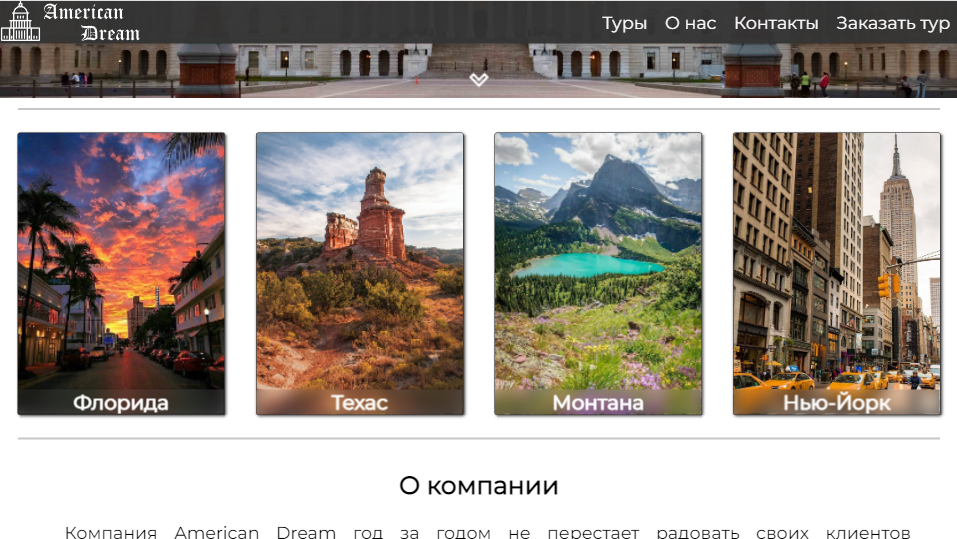 American
Dream
Туры О нас Контакты Заказать тур
Флорида Техас Монтана Нью-Йорк
О компании
Компания American Dream год за годом не перестает радовать своих клиентов